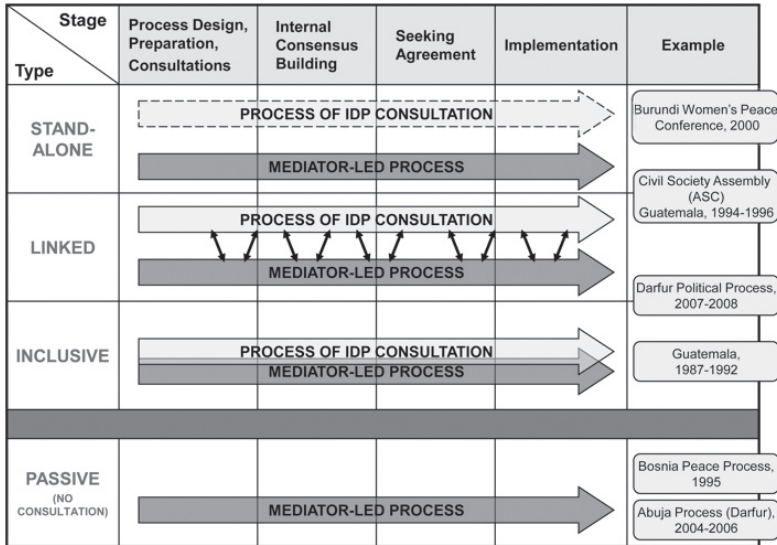 Stage
Type
Process Design,
Preparation,
Consultations
Internal
Consensus
Building
Seeking
Agreement
Implementation
Example
STAND-
ALONE
PROCESS OF IDP CONSULTATION
MEDIATOR-LED PROCESS
Burundi Women's Peace
Conference, 2000
Civil Society Assembly
(ASC)
Guatemala, 1994-1996
LINKED
PROCESS OF IDP CONSULTATION
MEDIATOR-LED PROCESS
Darfur Political Process,
2007-2008
INCLUSIVE
PROCESS OF IDP CONSULTATION
MEDIATOR-LED PROCESS
Guatemala,
1987-1992
PASSIVE
(NO
CONSULTATION)
MEDIATOR-LED PROCESS
Bosnia Peace Process,
1995
Abuja Process (Darfur),
2004-2006